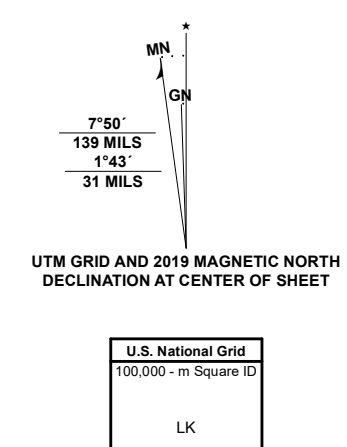 ★
MN
GN
7°50´
139 MILS
1°43´
31 MILS
UTM GRID AND 2019 MAGNETIC NORTH
DECLINATION AT CENTER OF SHEET
U.S. National Grid
100,000 - m Square ID
LK